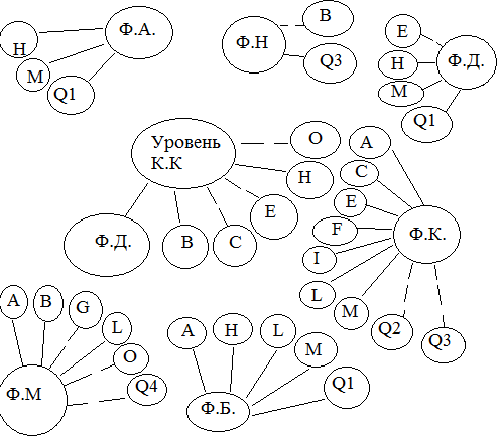 Ф.А.
Н
М
Q1
Ф.Н
В
Q3
Е
Н
М
Q1
Ф.Д.
Уровень
К.К
О
Н
Е
С
В
Ф.Д.
А
С
Е
F
I
L
М
Q2
Q3
Ф.К.
А
В
G
L
О
Q4
Ф.М
А
Н
L
М
Q1
Ф.Б.